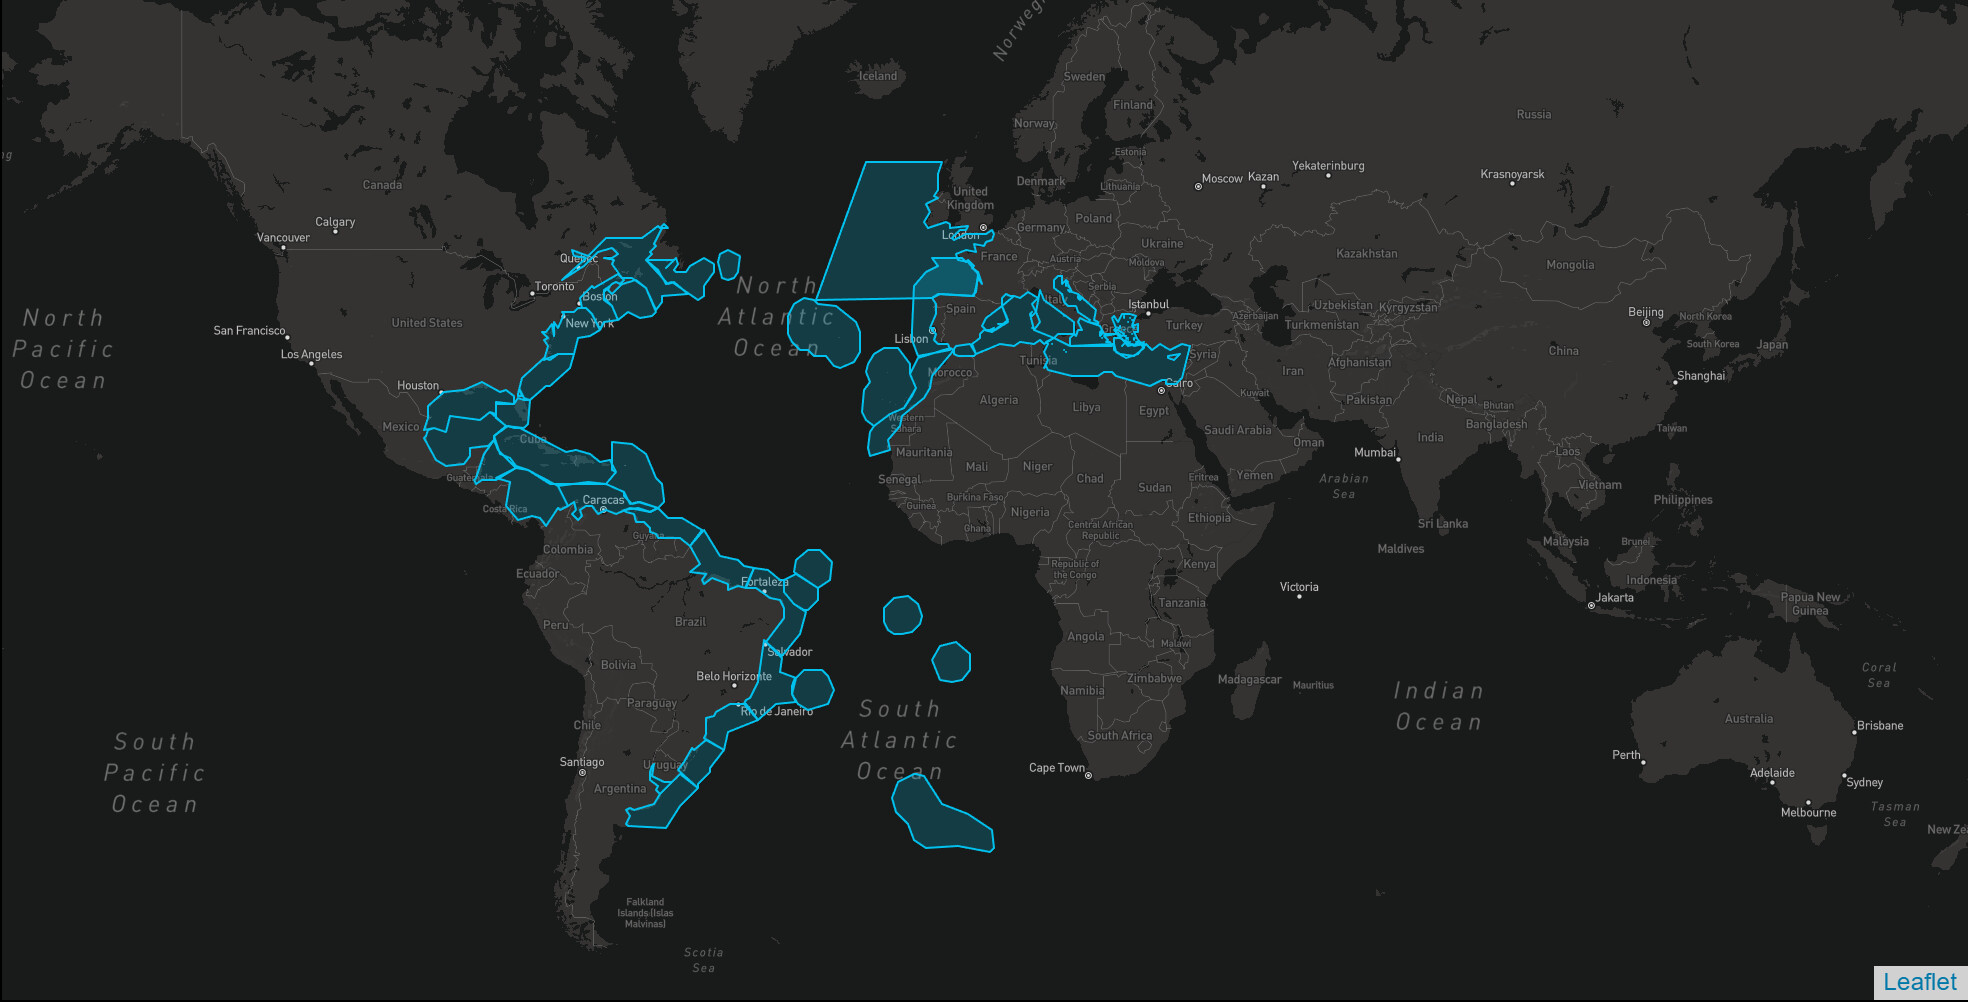 Norwegi
Iceland
Sweden
Finland
Norway
Russia
Estonia
Canada
Denmark
Lithuania
Moscow
Kazan
Yekaterinburg
Krasnoyarsk
United
Kingdom
Calgary
Vancouver
London
Germany
Poland
Ukraine
Kazakhstan
Mongolia
Quebec
France
Austria
Moldova
Toronto
Boston
North
Atlantic
Ocean
Serbia
Italy
Istanbul
Uzbekistan
Kyrgyzstan
North
Pacific
Ocean
San Francisco
United States
New York
Spain
Lisbon
Greece
Turkey
Azerbaijan
Turkmenistan
Beijing
North Korea
South Korea
Japan
Los Angeles
Tunisia
Syria
Afghanistan
China
Shanghai
Houston
Morocco
Cairo
Iran
Kuwait
Pakistan
Nepal
Bhutan
Bangladesh
Taiwan
Mexico
Cuba
Western
Sahara
Algeria
Libya
Egypt
Saudi Arabia
Oman
India
Mumbai
Laos
Guatemala
Mauritania
Mali
Niger
Chad
Sudan
Eritrea
Yemen
Arabian
Sea
Vietnam
Philippines
Costa Rica
Caracas
Senegal
Guinea
Burkina Faso
Ghana
Nigeria
Central African
Republic
Ethiopia
Sri Lanka
Colombia
Guyana
Maldives
Malaysia
Brunei
Ecuador
Fortaleza
Republic of
the Congo
Kenya
Victoria
Indonesia
Jakarta
Papua New
Guinea
Peru
Brazil
Tanzania
Angola
Malawi
Salvador
Bolivia
Belo Horizonte
Namibia
Zimbabwe
Madagascar
Mauritius
Indian
Ocean
Coral
Sea
Paraguay
Rio de Janeiro
South
Atlantic
Ocean
Chile
South Africa
Australia
Brisbane
South
Pacific
Ocean
Santiago
Uruguay
Argentina
Cape Town
Perth
Adelaide
Sydney
Melbourne
Tasman
Sea
New Zea
Falkland
Islands (Islas
Malvinas)
Scotia
Sea
Leaflet